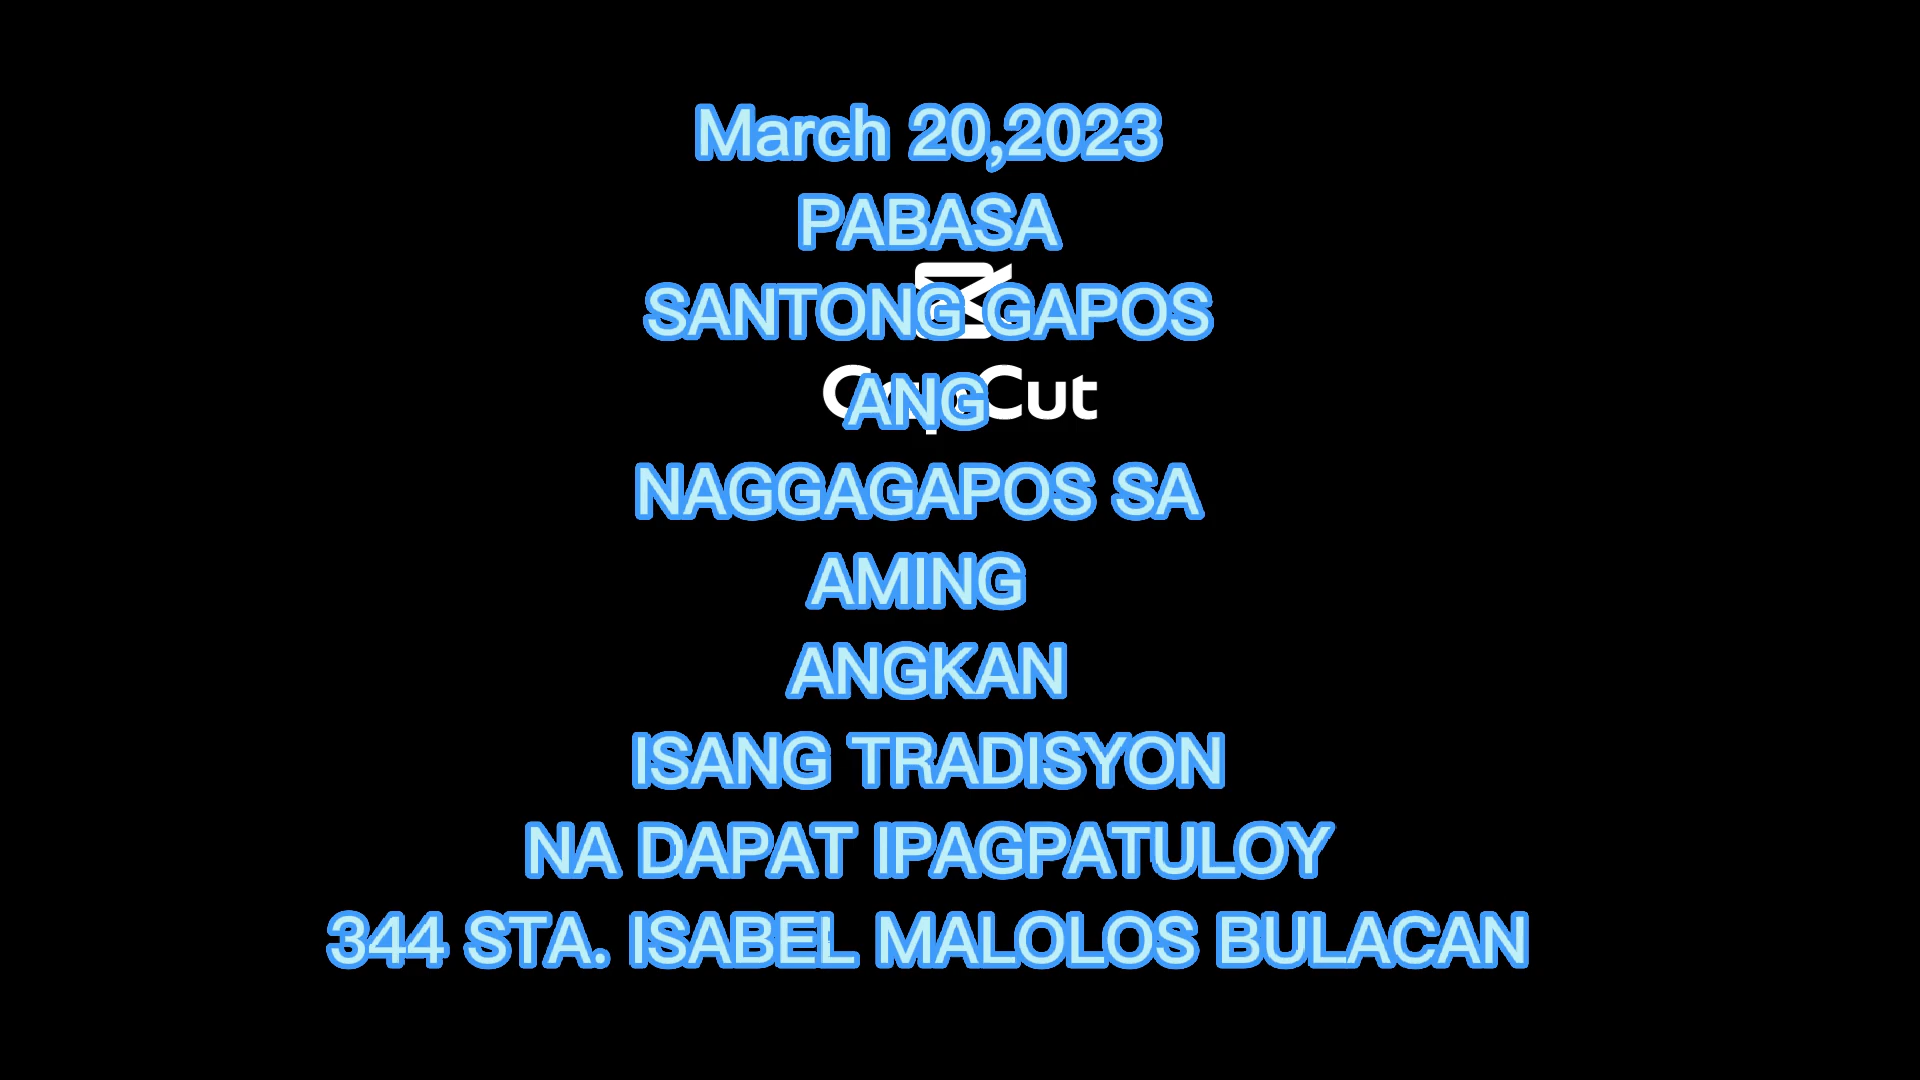 March 20,2023
PABASA
SANTONG GAPOS
ANG
CapCut
NAGGAGAPOS SA
AMING
ANGKAN
ISANG TRADISYON
NA DAPAT IPAGPATULOY
344 STA. ISABEL MALOLOS BULACAN